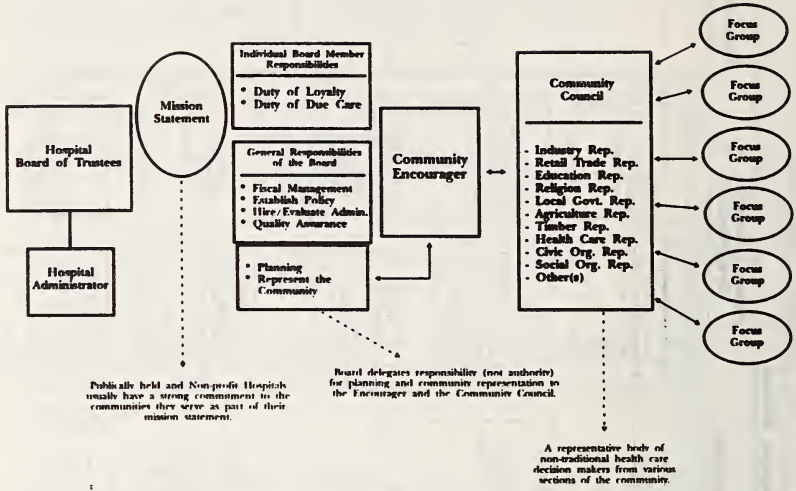 Hospital
Board of Trustees
Hospital
Administrator
Mission
Statement
Individual Board Member
Responsibilities
* Duty of Loyalty
* Duty of Due Care
General Responsibilities
of the Board
* Fiscal Management
* Establish Policy
* Hire/Evaluate Admin.
* Quality Assurance
* Planning
* Represent the
Community
Community
Encourager
Community
Council
- Industry Rep.
- Retail Trade Rep.
- Education Rep.
- Religion Rep.
- Local Govt. Rep.
- Agriculture Rep.
- Timber Rep.
- Health Care Rep.
- Civic Org. Rep.
- Social Org. Rep.
- Other(s)
Focus
Group
Focus
Group
Focus
Group
Focus
Group
Focus
Group
Focus
Group
Publically held and Non-profit Hospitals
usually have a strong commitment to the
communities they serve as part of their
mission statement.
Board delegates responsibility (not authority)
for planning and community representation to
the Encourager and the Community Council.
A representative body of
non-traditional health care
decision makers from various
sections of the community.